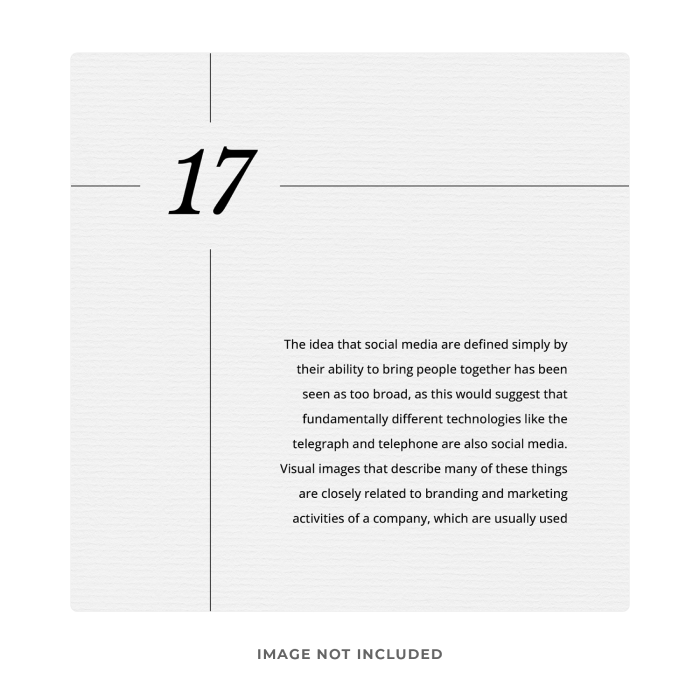 17
The idea that social media are defined simply by
their ability to bring people together has been
seen as too broad, as this would suggest that
fundamentally different technologies like the
telegraph and telephone are also social media.
Visual images that describe many of these things
are closely related to branding and marketing
activities of a company, which are usually used
IMAGE NOT INCLUDED